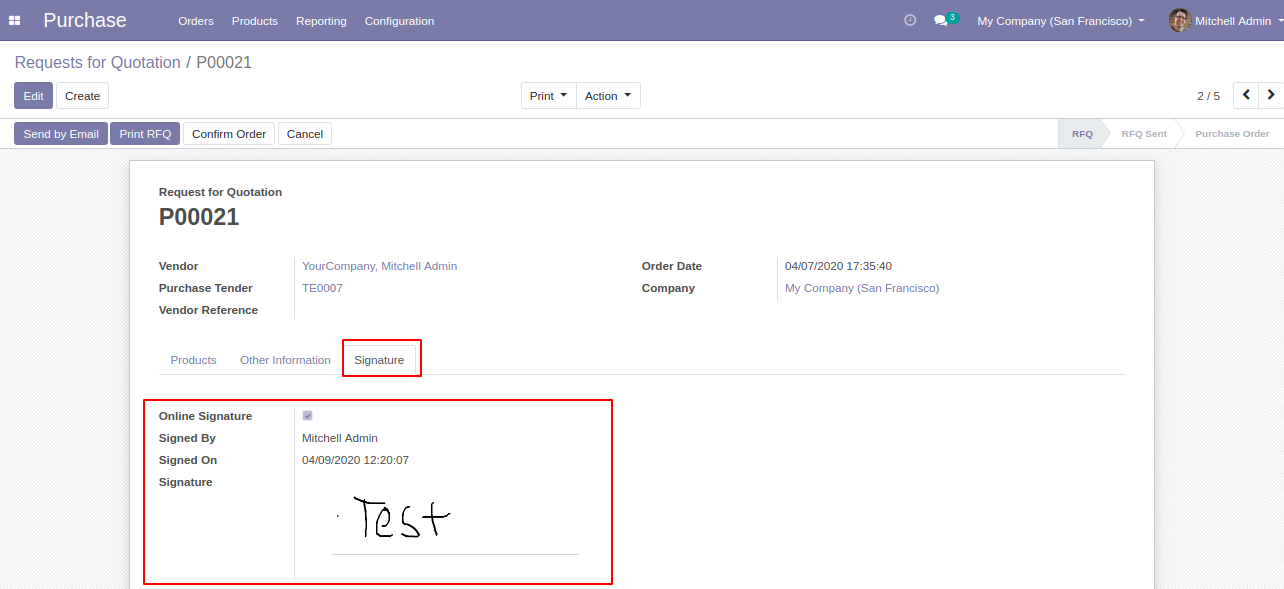 Purchase Orders Products Reporting Configuration 3 My Company (San Francisco) Mitchell Admin
Requests for Quotation / P00021
Edit Create Print Action 2 / 5
Send by Email Print RFQ Confirm Order Cancel RFQ RFQ Sent Purchase Order
Request for Quotation
P00021
Vendor YourCompany, Mitchell Admin Order Date 04/07/2020 17:35:40
Purchase Tender TE0007 Company My Company (San Francisco)
Vendor Reference
Products Other Information Signature
Online Signature
Signed By Mitchell Admin
Signed On 04/09/2020 12:20:07
Signature
Test